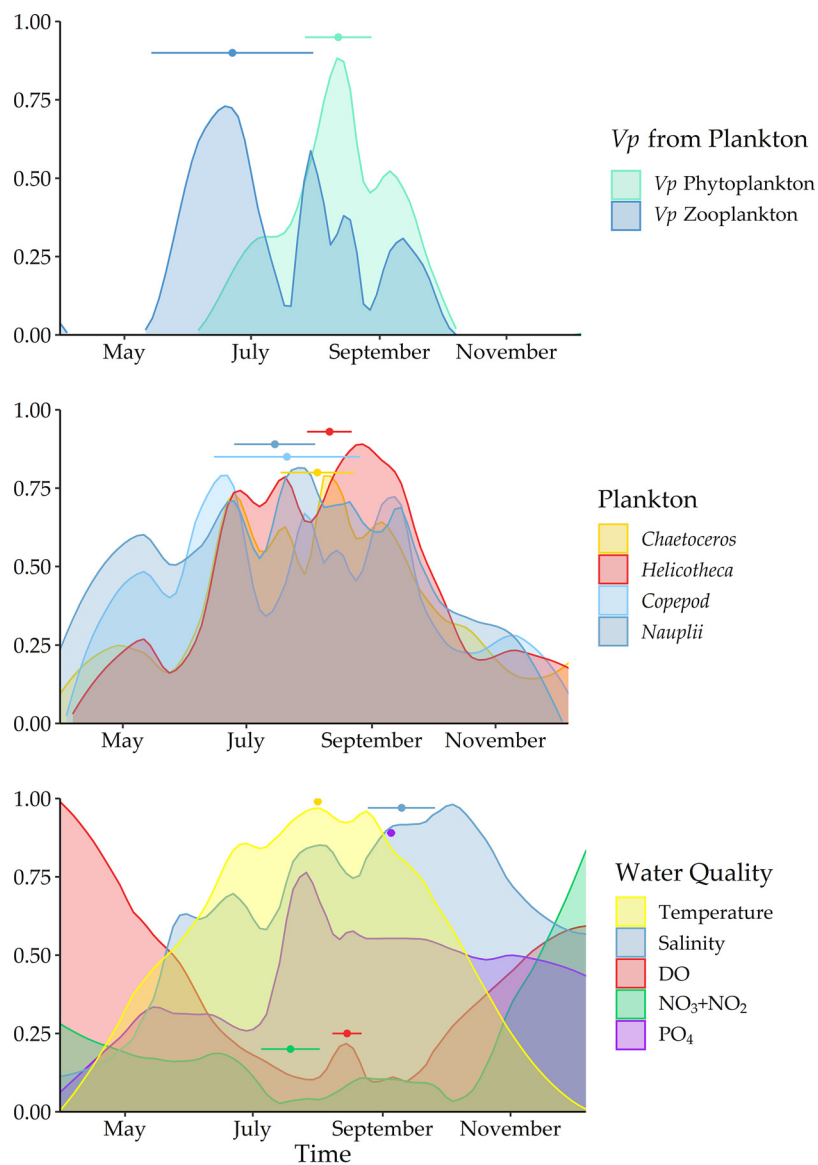 1.00
0.75
0.50
0.25
0.00
May July September November
Vp from Plankton
Vp Phytoplankton
Vp Zooplankton
1.00
0.75
0.50
0.25
0.00
May July September November
Plankton
Chaetoceros
Helicotheca
Copepod
Nauplii
1.00
0.75
0.50
0.25
0.00
May July September November
Time
Water Quality
Temperature
Salinity
DO
NO₃+NO₂
PO₄